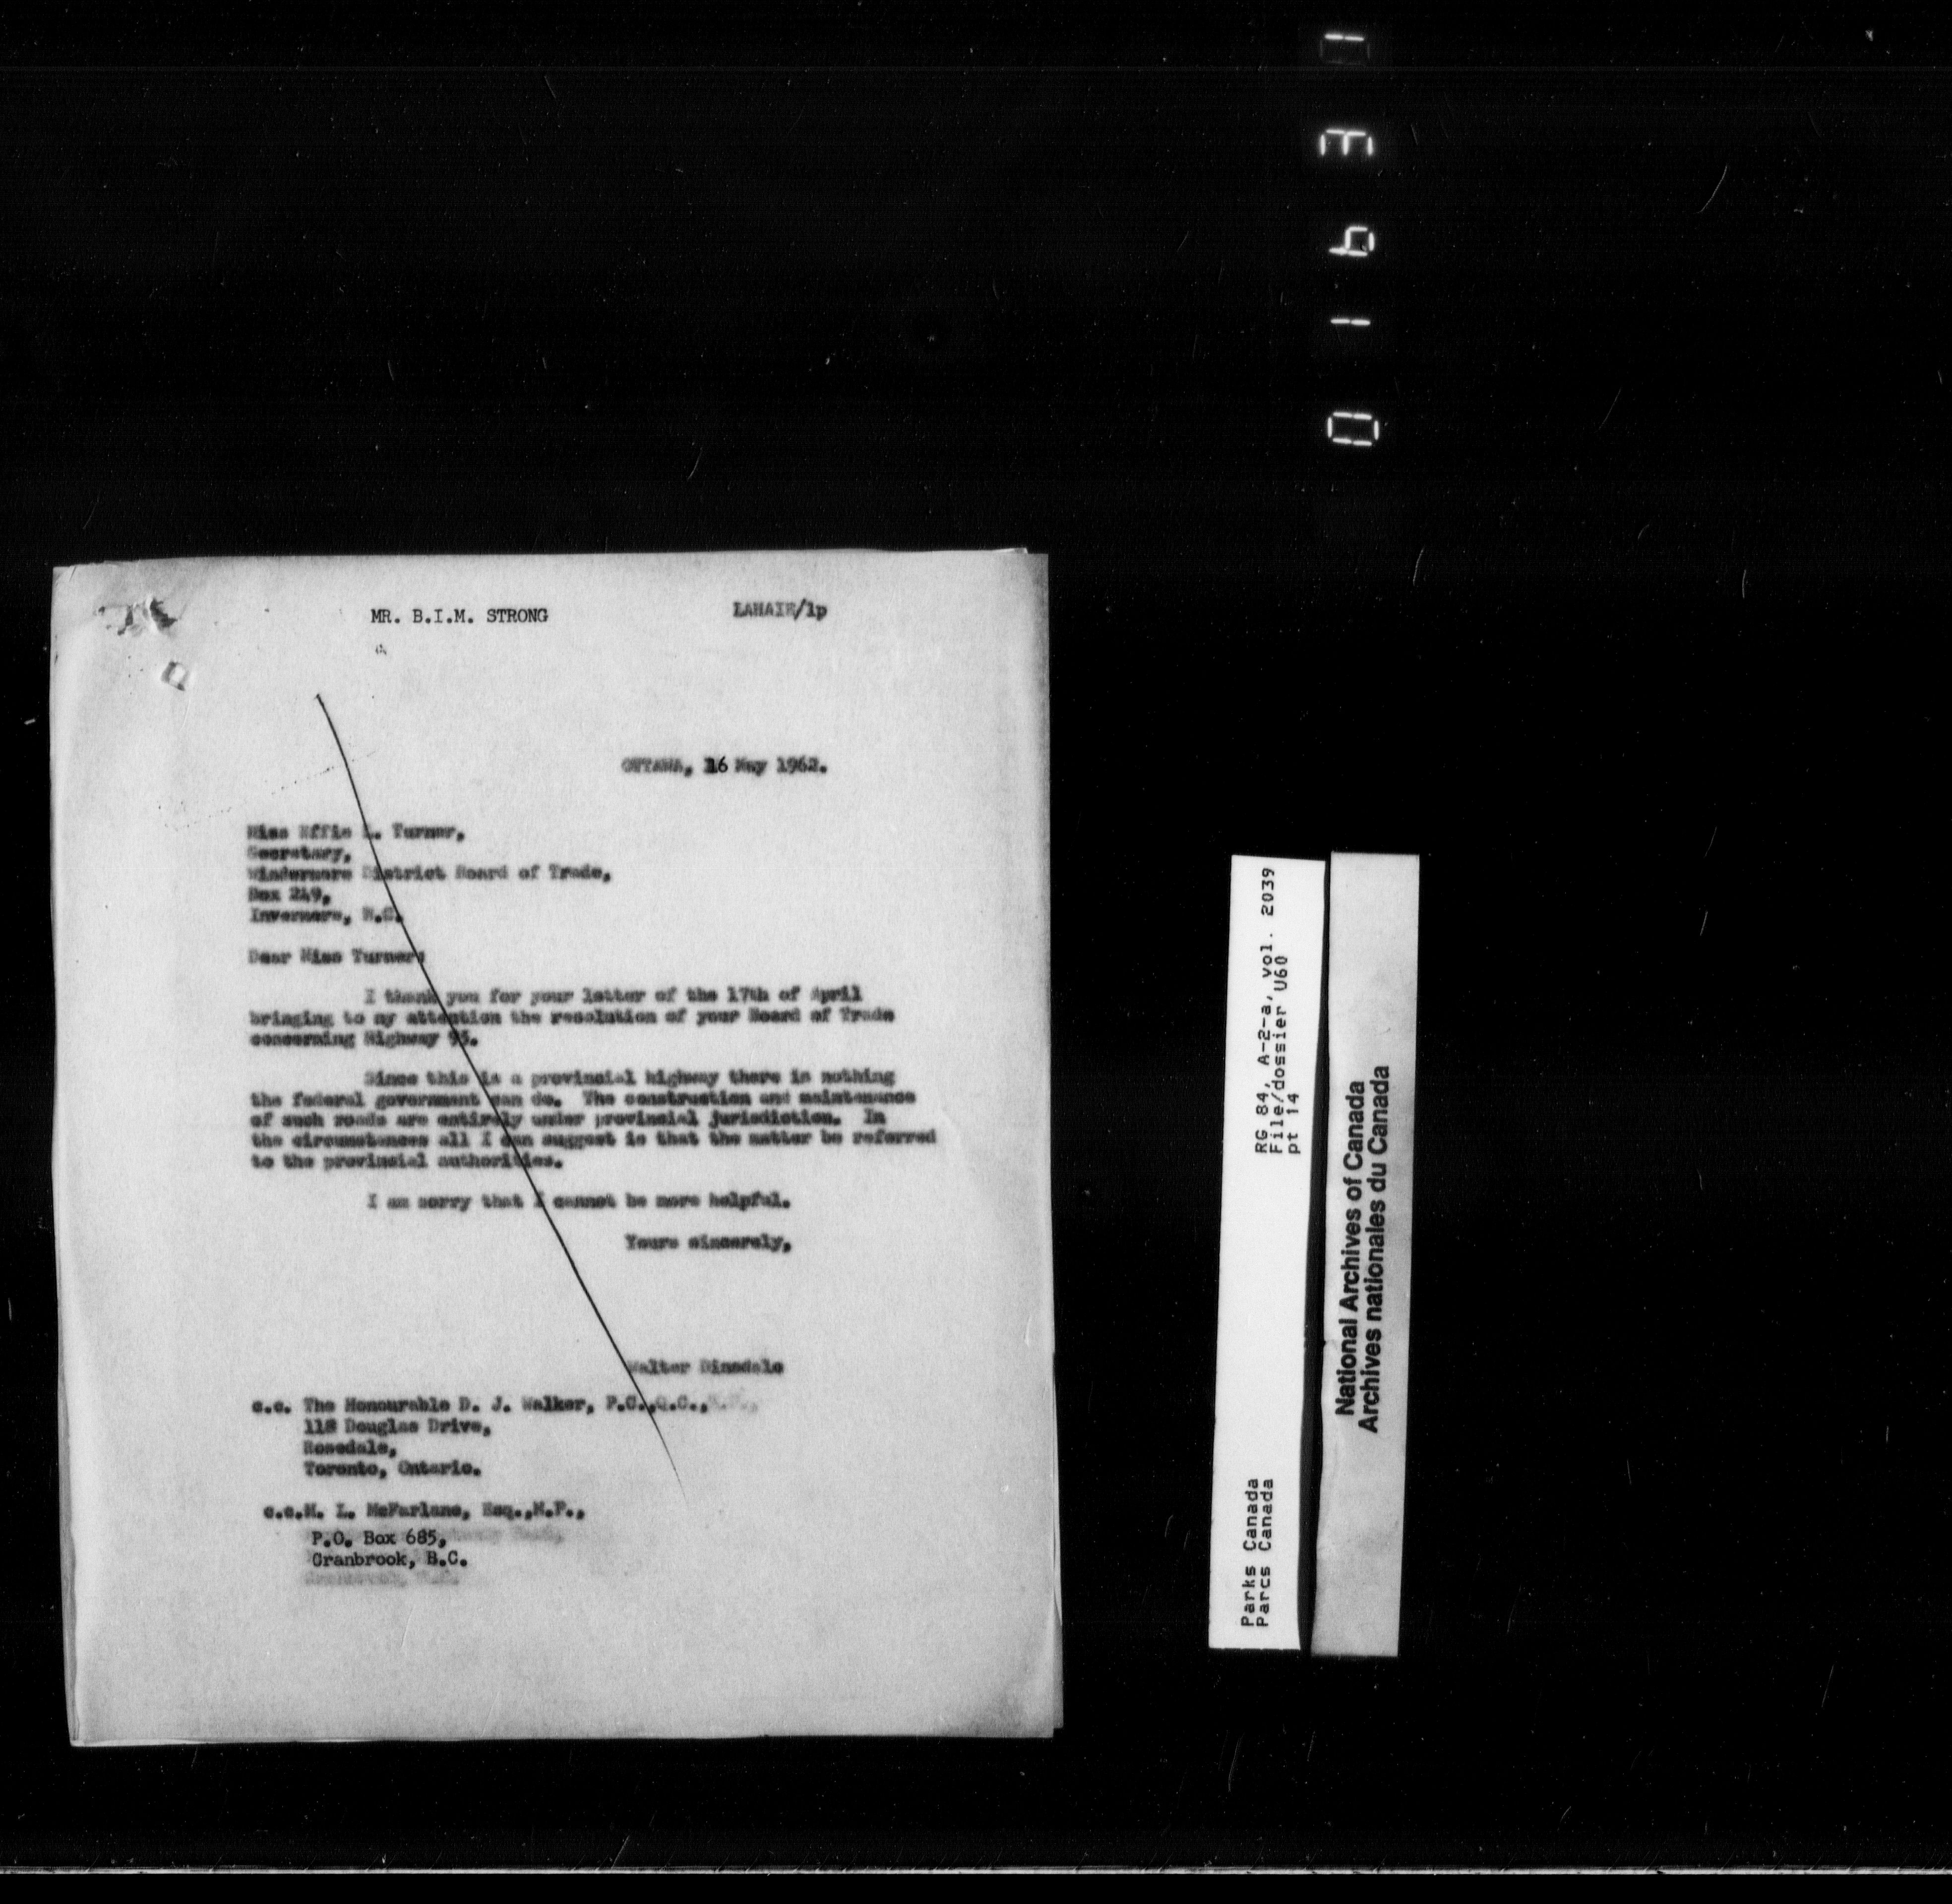 MR. B.I.M. STRONG
LAHAIE/lp
OTTAWA, 16 May 1962.
Miss Effie L. Turner,
Secretary,
Windermere District Board of Trade,
Box 249,
Invermere, B.C.
Dear Miss Turner:
I thank you for your letter of the 17th of April
bringing to my attention the resolution of your Board of Trade
concerning Highway 95.
Since this is a provincial highway there is nothing
the federal government can do. The construction and maintenance
of such roads are entirely under provincial jurisdiction. In
the circumstances all I can suggest is that the matter be referred
to the provincial authorities.
I am sorry that I cannot be more helpful.
Yours sincerely,
Walter Dinsdale
c.c. The Honourable D. J. Walker, P.C.,Q.C.,
118 Douglas Drive,
Rosedale,
Toronto, Ontario.
c.c.M. L. McFarlane, Esq.,M.P.,
P.O. Box 685,
Cranbrook, B.C.
RG 84, A-2-a, vol. 2039
File/dossier U60
pt 14
Parks Canada
Parcs Canada
National Archives of Canada
Archives nationales du Canada